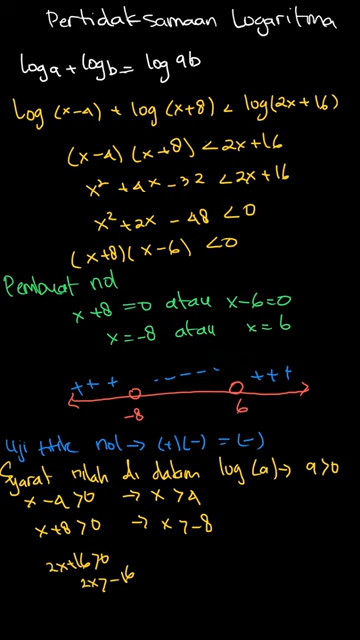 Pertidaksamaan Logaritma
log a + log b = log ab
log (x-4) + log (x+8) < log(2x+16)
(x-4) (x+8) < 2x+16
x² + 4x - 32 < 2x+16
x² + 2x - 48 < 0
(x+8)(x-6) < 0
Pembuat nol
x+8 = 0 atau x-6=0
x = -8 atau x = 6
+++ ------ +++
-8 6
Uji titik nol → (+)(-) = (-)
Syarat nilai di dalam log (a) → a>0
x-4>0 → x>4
x+8>0 → x>-8
2x+16>0
2x>-16